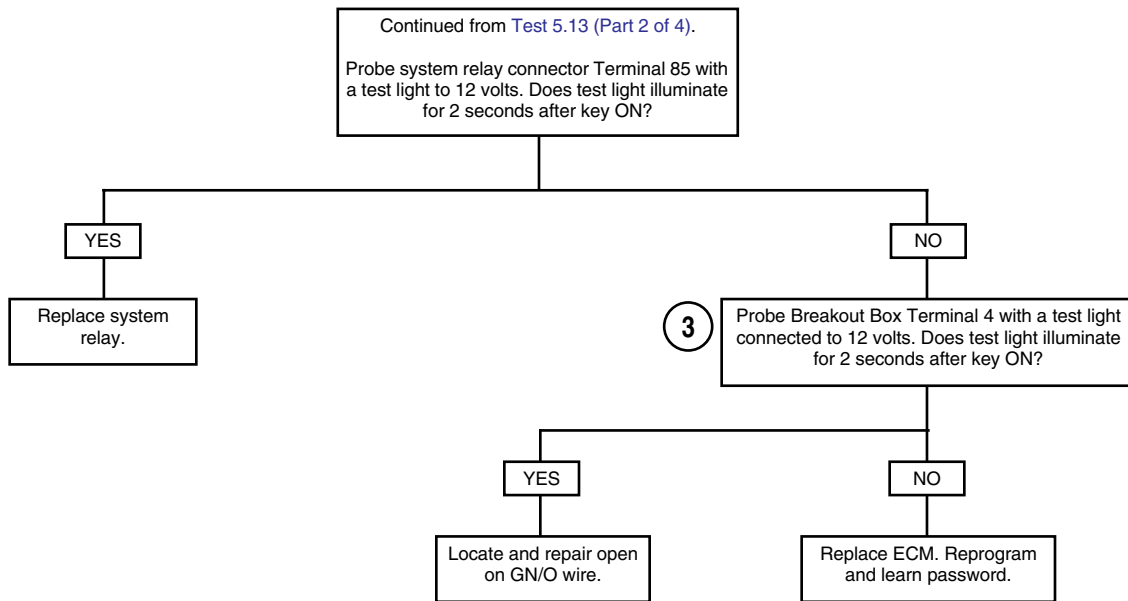 Continued from Test 5.13 (Part 2 of 4).
Probe system relay connector Terminal 85 with
a test light to 12 volts. Does test light illuminate
for 2 seconds after key ON?
YES
NO
Replace system
relay.
3
Probe Breakout Box Terminal 4 with a test light
connected to 12 volts. Does test light illuminate
for 2 seconds after key ON?
YES
NO
Locate and repair open
on GN/O wire.
Replace ECM. Reprogram
and learn password.